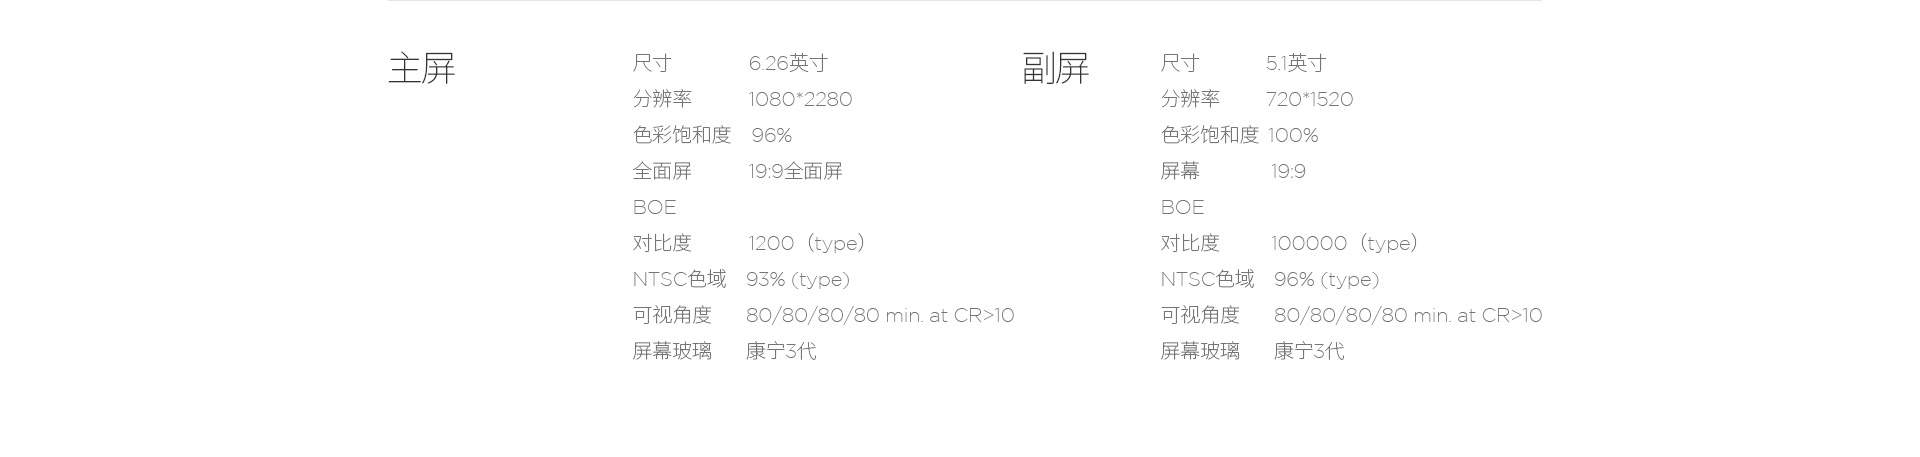 主屏
尺寸 6.26英寸
分辨率 1080*2280
色彩饱和度 96%
全面屏 19:9全面屏
BOE
对比度 1200（type）
NTSC色域 93% (type)
可视角度 80/80/80/80 min. at CR>10
屏幕玻璃 康宁3代
副屏
尺寸 5.1英寸
分辨率 720*1520
色彩饱和度 100%
屏幕 19:9
BOE
对比度 100000（type）
NTSC色域 96% (type)
可视角度 80/80/80/80 min. at CR>10
屏幕玻璃 康宁3代